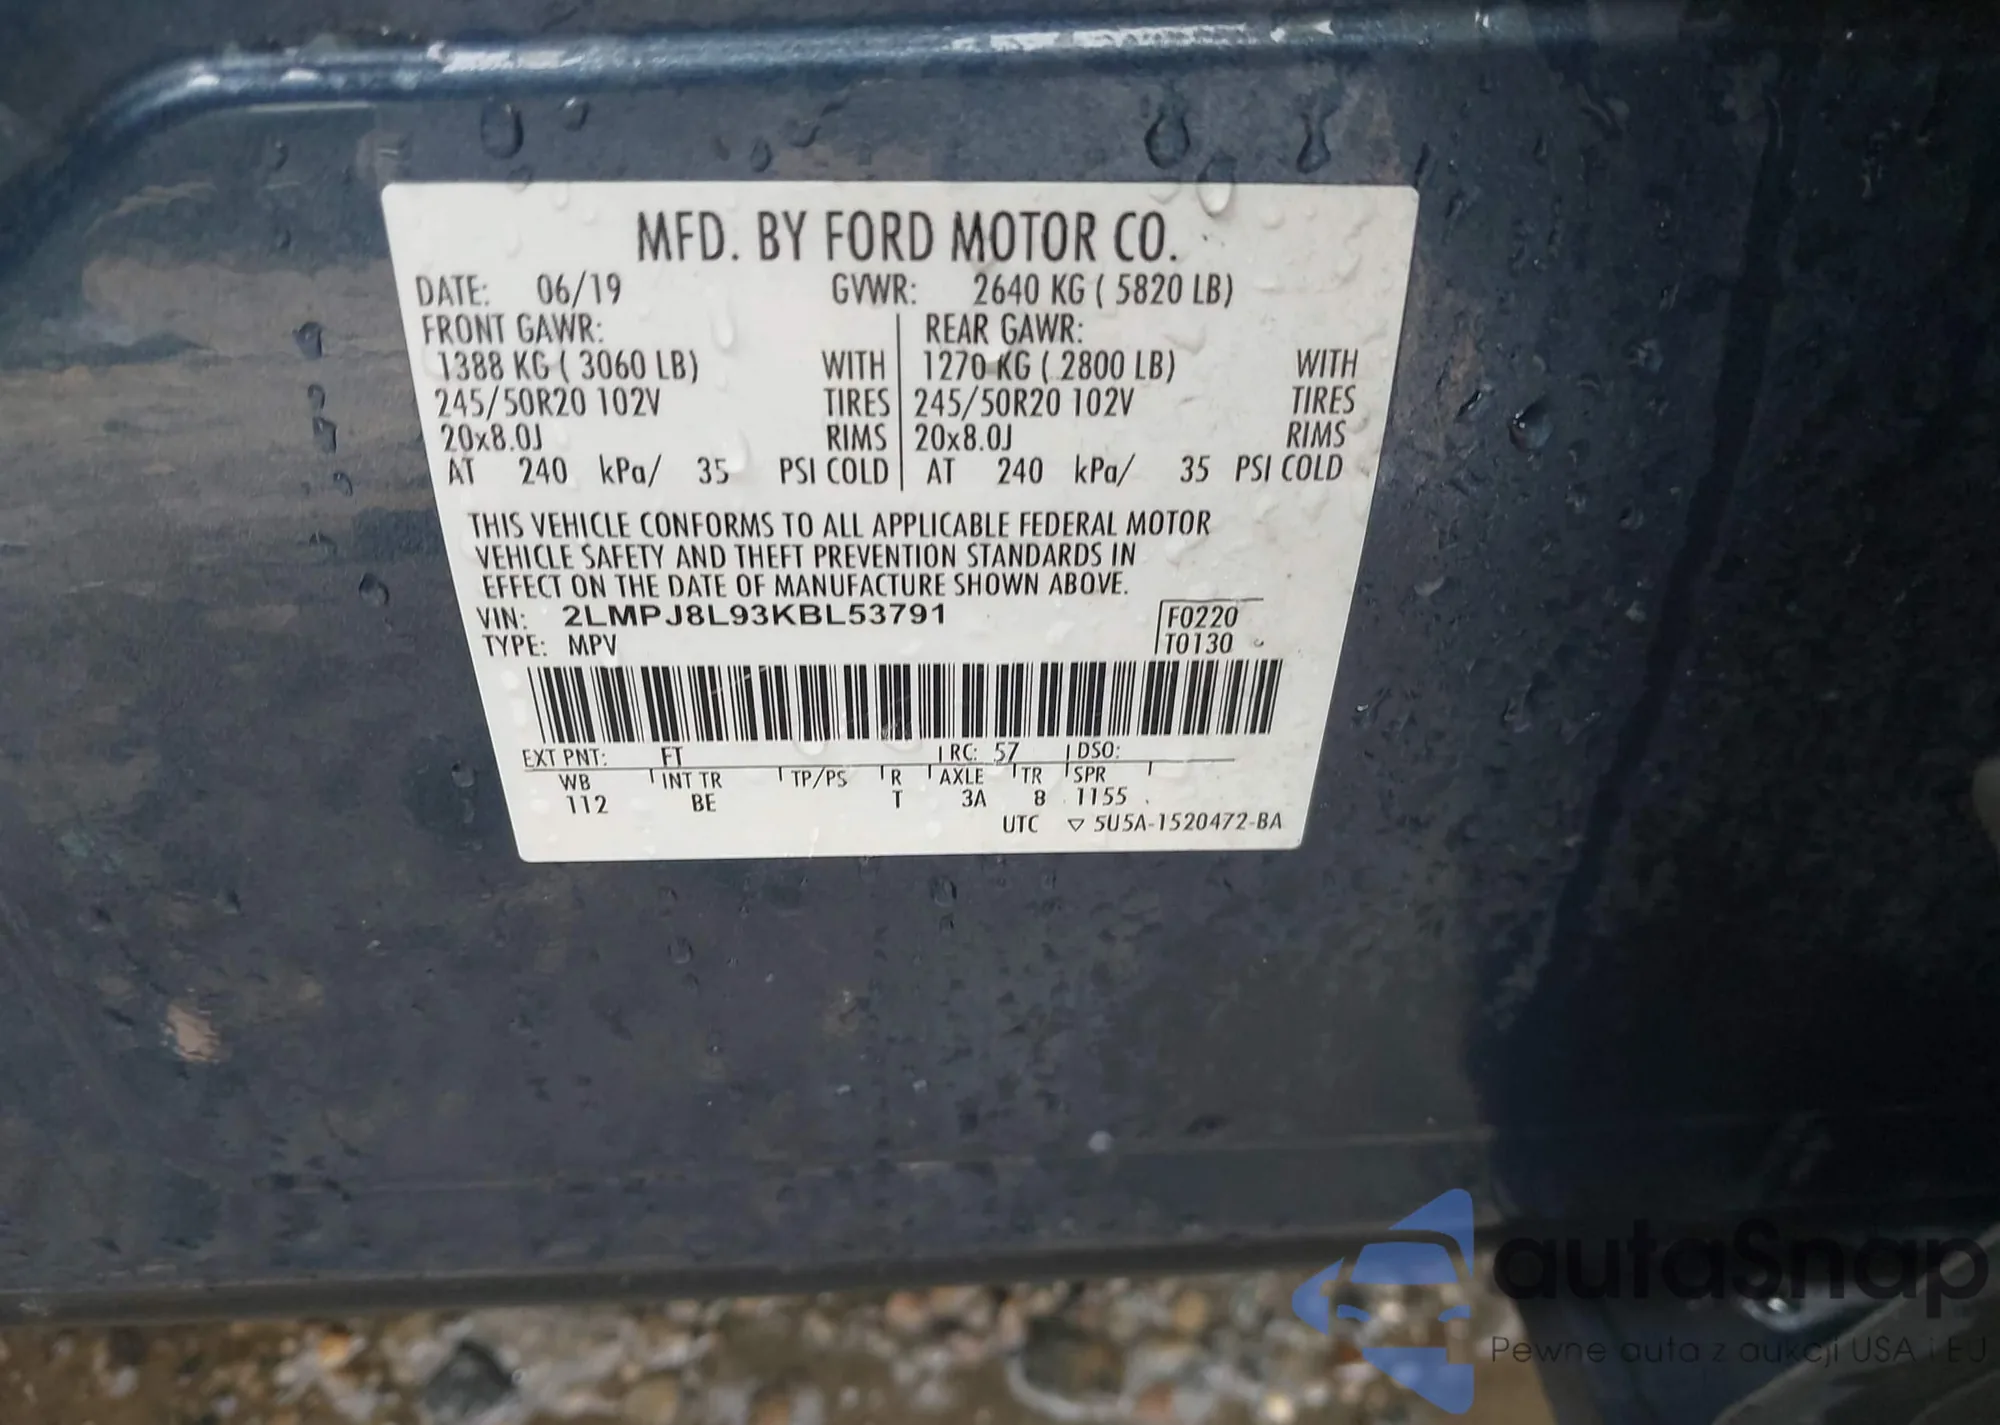 MFD. BY FORD MOTOR CO.
DATE: 06/19 GVWR: 2640 KG ( 5820 LB)
FRONT GAWR: REAR GAWR:
1388 KG ( 3060 LB) WITH 1270 KG ( 2800 LB) WITH
245/50R20 102V TIRES 245/50R20 102V TIRES
20x8.0J RIMS 20x8.0J RIMS
AT 240 kPa/ 35 PSI COLD AT 240 kPa/ 35 PSI COLD
THIS VEHICLE CONFORMS TO ALL APPLICABLE FEDERAL MOTOR
VEHICLE SAFETY AND THEFT PREVENTION STANDARDS IN
EFFECT ON THE DATE OF MANUFACTURE SHOWN ABOVE.
VIN: 2LMPJ8L93KBL53791 F0220
TYPE: MPV T0130
EXT PNT: FT RC: 57 DSO:
WB INT TR TP/PS R AXLE TR SPR
112 BE T 3A 8 1155
UTC ▽ 5U5A-1520472-BA
autaSnap
Pewne auta z aukcji USA i EU